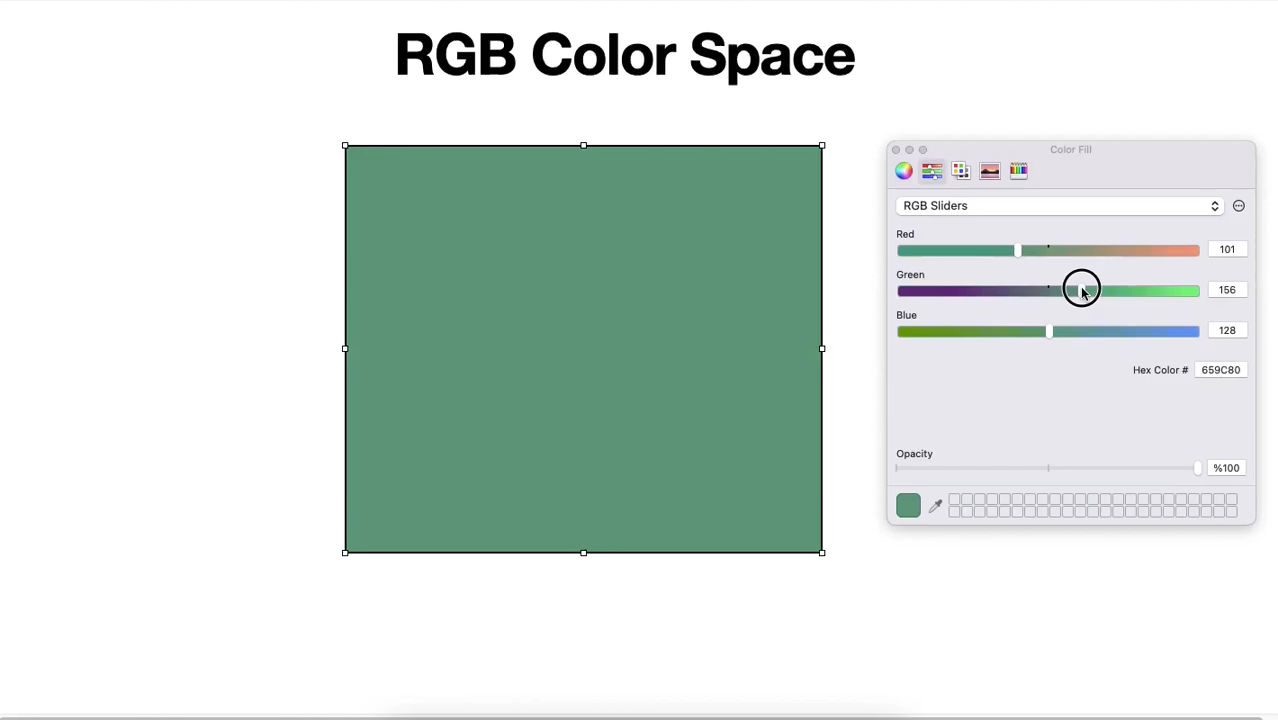 RGB Color Space
Color Fill
RGB Sliders
Red
101
Green
156
Blue
128
Hex Color # 659C80
Opacity
%100